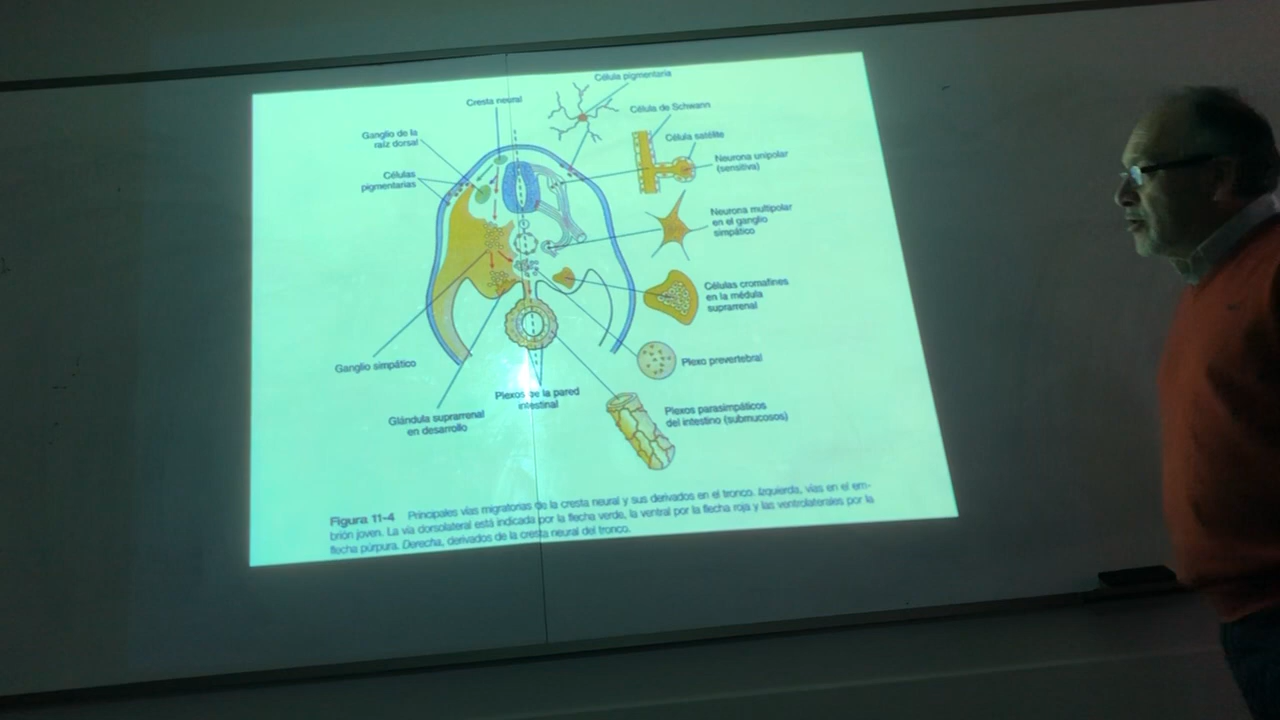 Célula pigmentaria
Cresta neural
Célula de Schwann
Ganglio de la
raíz dorsal
Célula satélite
Células
pigmentarias
Neurona unipolar
(sensitiva)
Neurona multipolar
en el ganglio
simpático
Células cromafines
en la médula
suprarrenal
Ganglio simpático
Plexo prevertebral
Plexos de la pared
intestinal
Glándula suprarrenal
en desarrollo
Plexos parasimpáticos
del intestino (submucosos)
Figura 11-4 Principales vías migratorias de la cresta neural y sus derivados en el tronco. Izquierda, vías en el em-
brión joven. La vía dorsolateral está indicada por la flecha verde, la ventral por la flecha roja y las ventrolaterales por la
flecha púrpura. Derecha, derivados de la cresta neural del tronco.